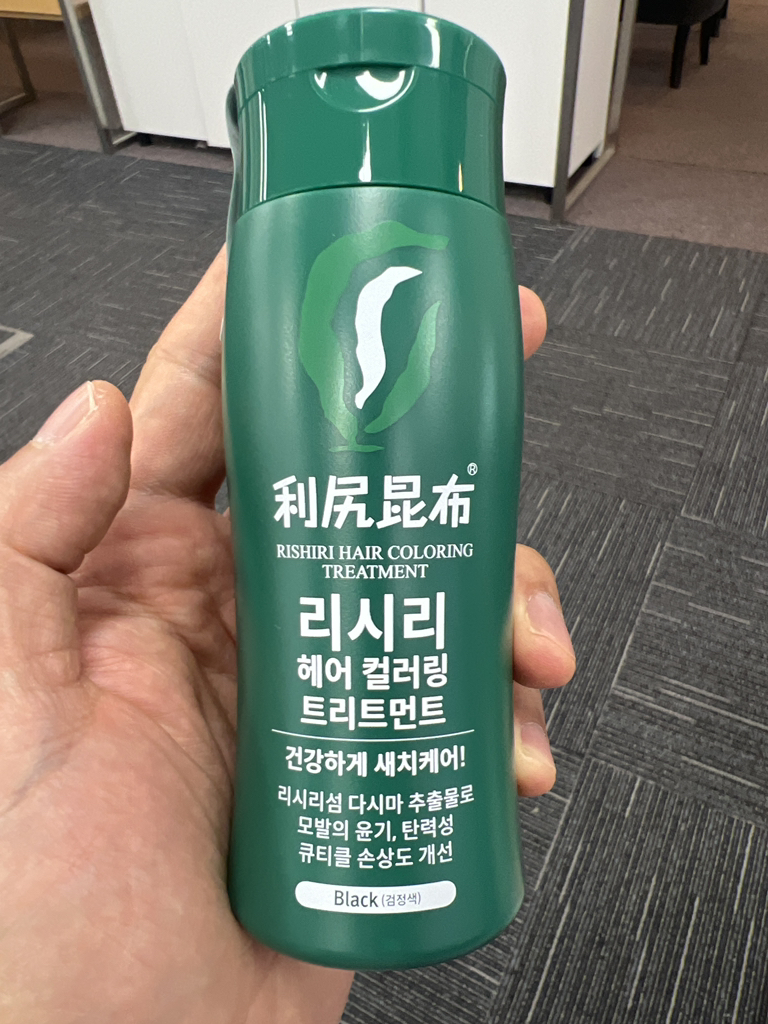 利尻昆布®
RISHIRI HAIR COLORING
TREATMENT
리시리
헤어 컬러링
트리트먼트
건강하게 새치케어!
리시리섬 다시마 추출물로
모발의 윤기, 탄력성
큐티클 손상도 개선
Black (검정색)